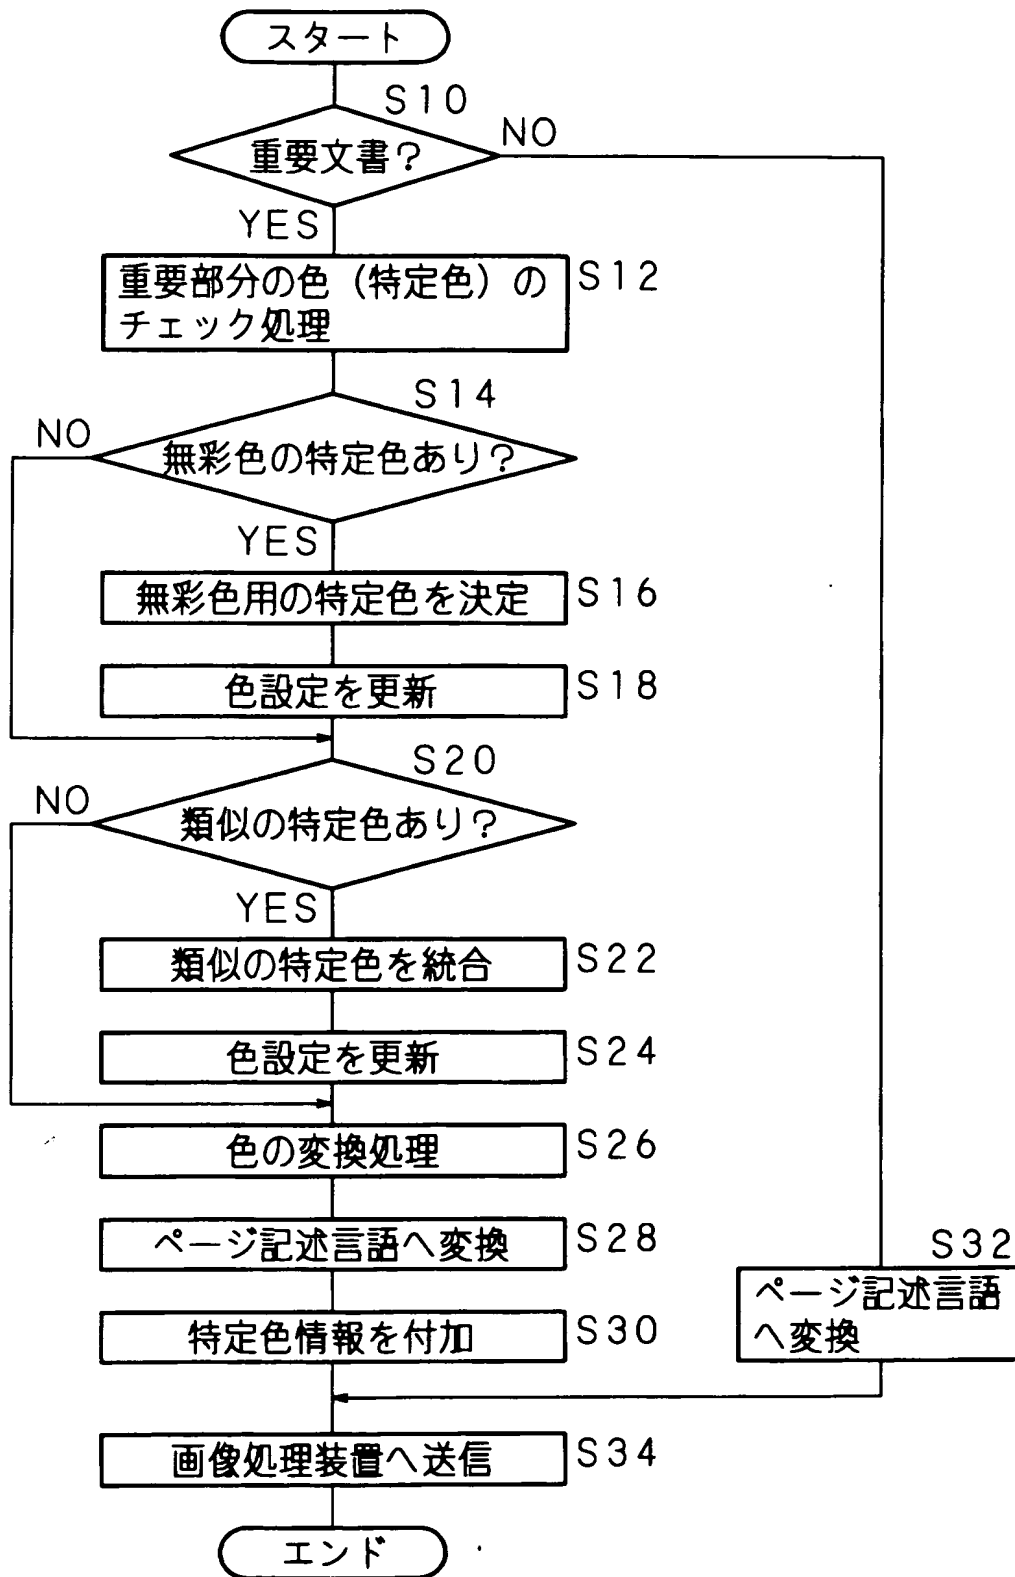 スタート
S10
重要文書?
NO
YES
重要部分の色(特定色)の
チェック処理
S12
S14
NO
無彩色の特定色あり?
YES
無彩色用の特定色を決定
S16
色設定を更新
S18
S20
NO
類似の特定色あり?
YES
類似の特定色を統合
S22
色設定を更新
S24
色の変換処理
S26
ページ記述言語へ変換
S28
S32
ページ記述言語
へ変換
特定色情報を付加
S30
画像処理装置へ送信
S34
エンド